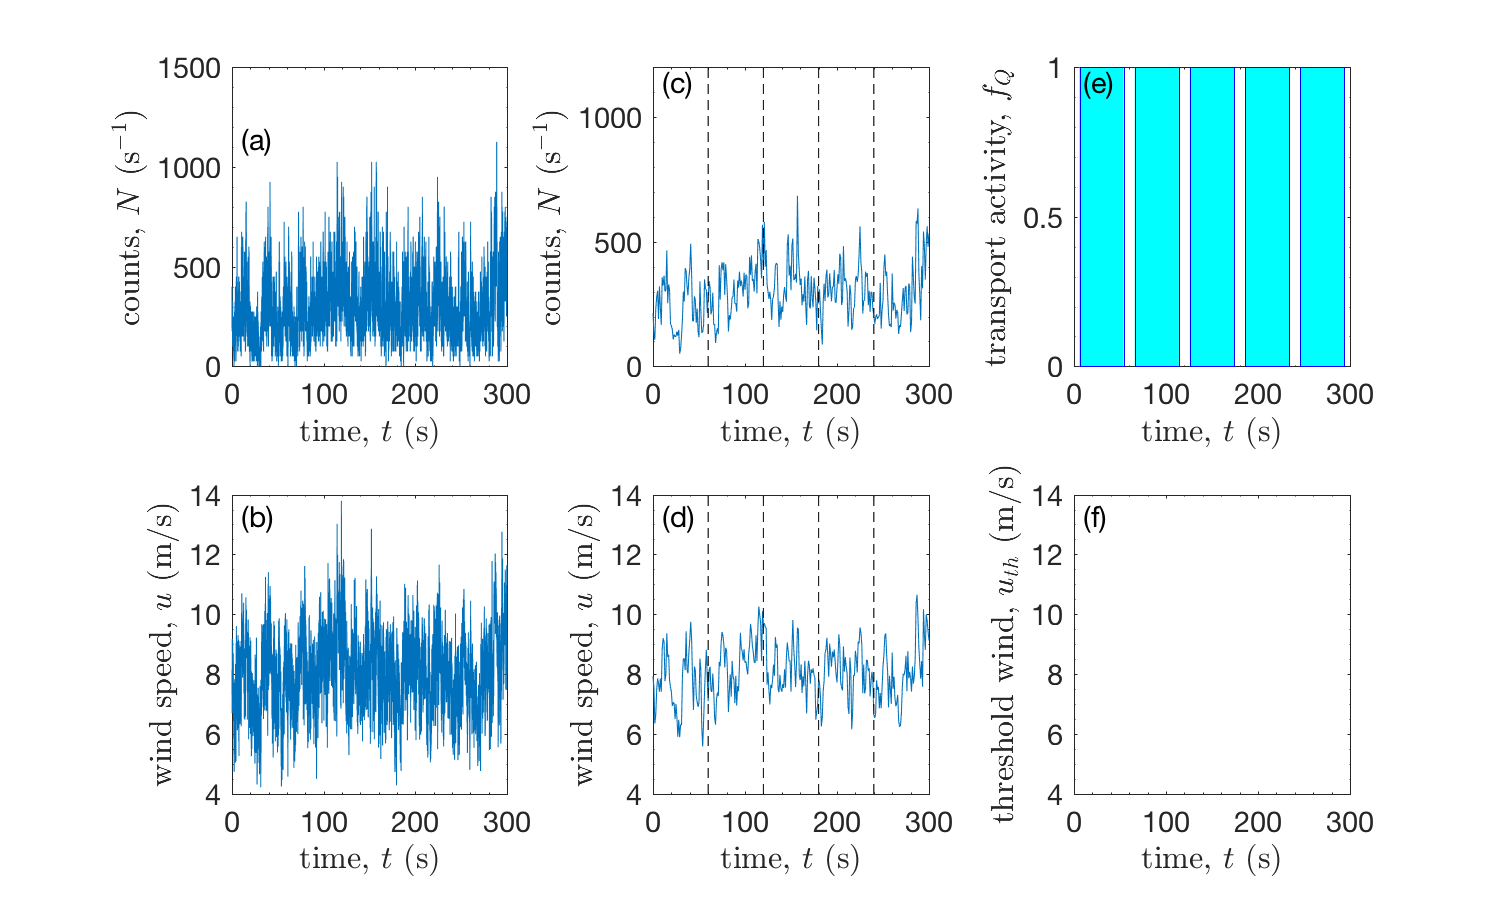 1500
1000
500
0
counts, N (s⁻¹)
(a)
0 100 200 300
time, t (s)
1000
500
0
counts, N (s⁻¹)
(c)
0 100 200 300
time, t (s)
1
0.5
0
transport activity, f_Q
(e)
0 100 200 300
time, t (s)
14
12
10
8
6
4
wind speed, u (m/s)
(b)
0 100 200 300
time, t (s)
14
12
10
8
6
4
wind speed, u (m/s)
(d)
0 100 200 300
time, t (s)
14
12
10
8
6
4
threshold wind, u_th (m/s)
(f)
0 100 200 300
time, t (s)